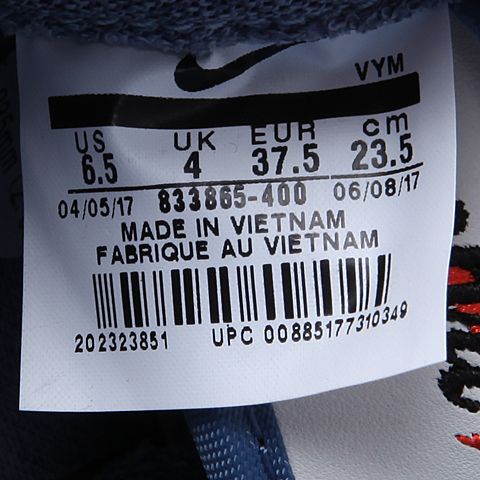 VYM
US UK EUR cm
6.5 4 37.5 23.5
04/05/17 833865-400 06/08/17
MADE IN VIETNAM
FABRIQUE AU VIETNAM
202323851 UPC 00885177310349